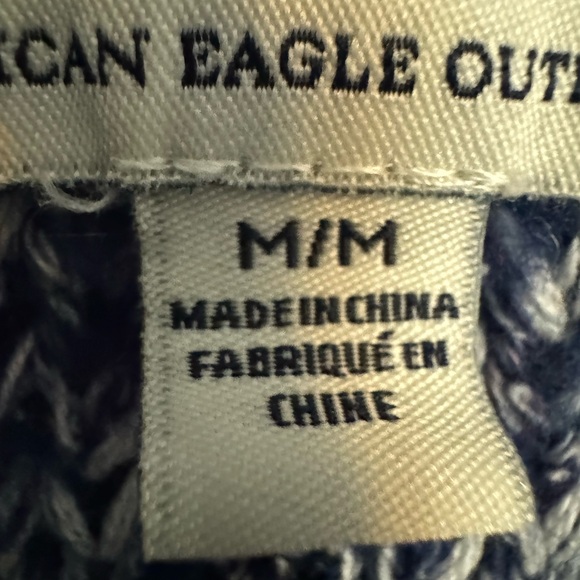 ICAN EAGLE OUT
M/M
MADE IN CHINA
FABRIQUÉ EN
CHINE